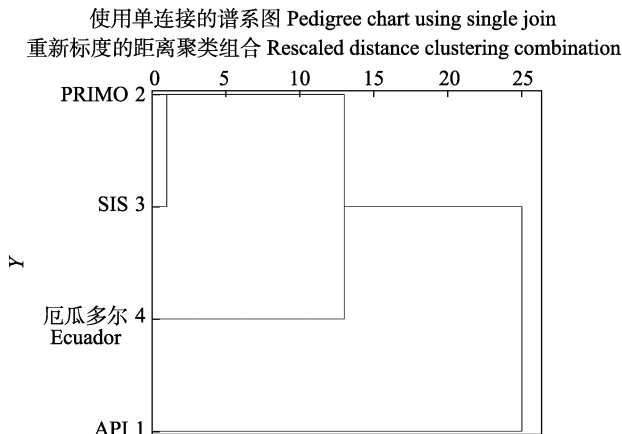 使用单连接的谱系图 Pedigree chart using single join
重新标度的距离聚类组合 Rescaled distance clustering combination
0 5 10 15 20 25
PRIMO 2
SIS 3
Y
厄瓜多尔 4
Ecuador
API 1